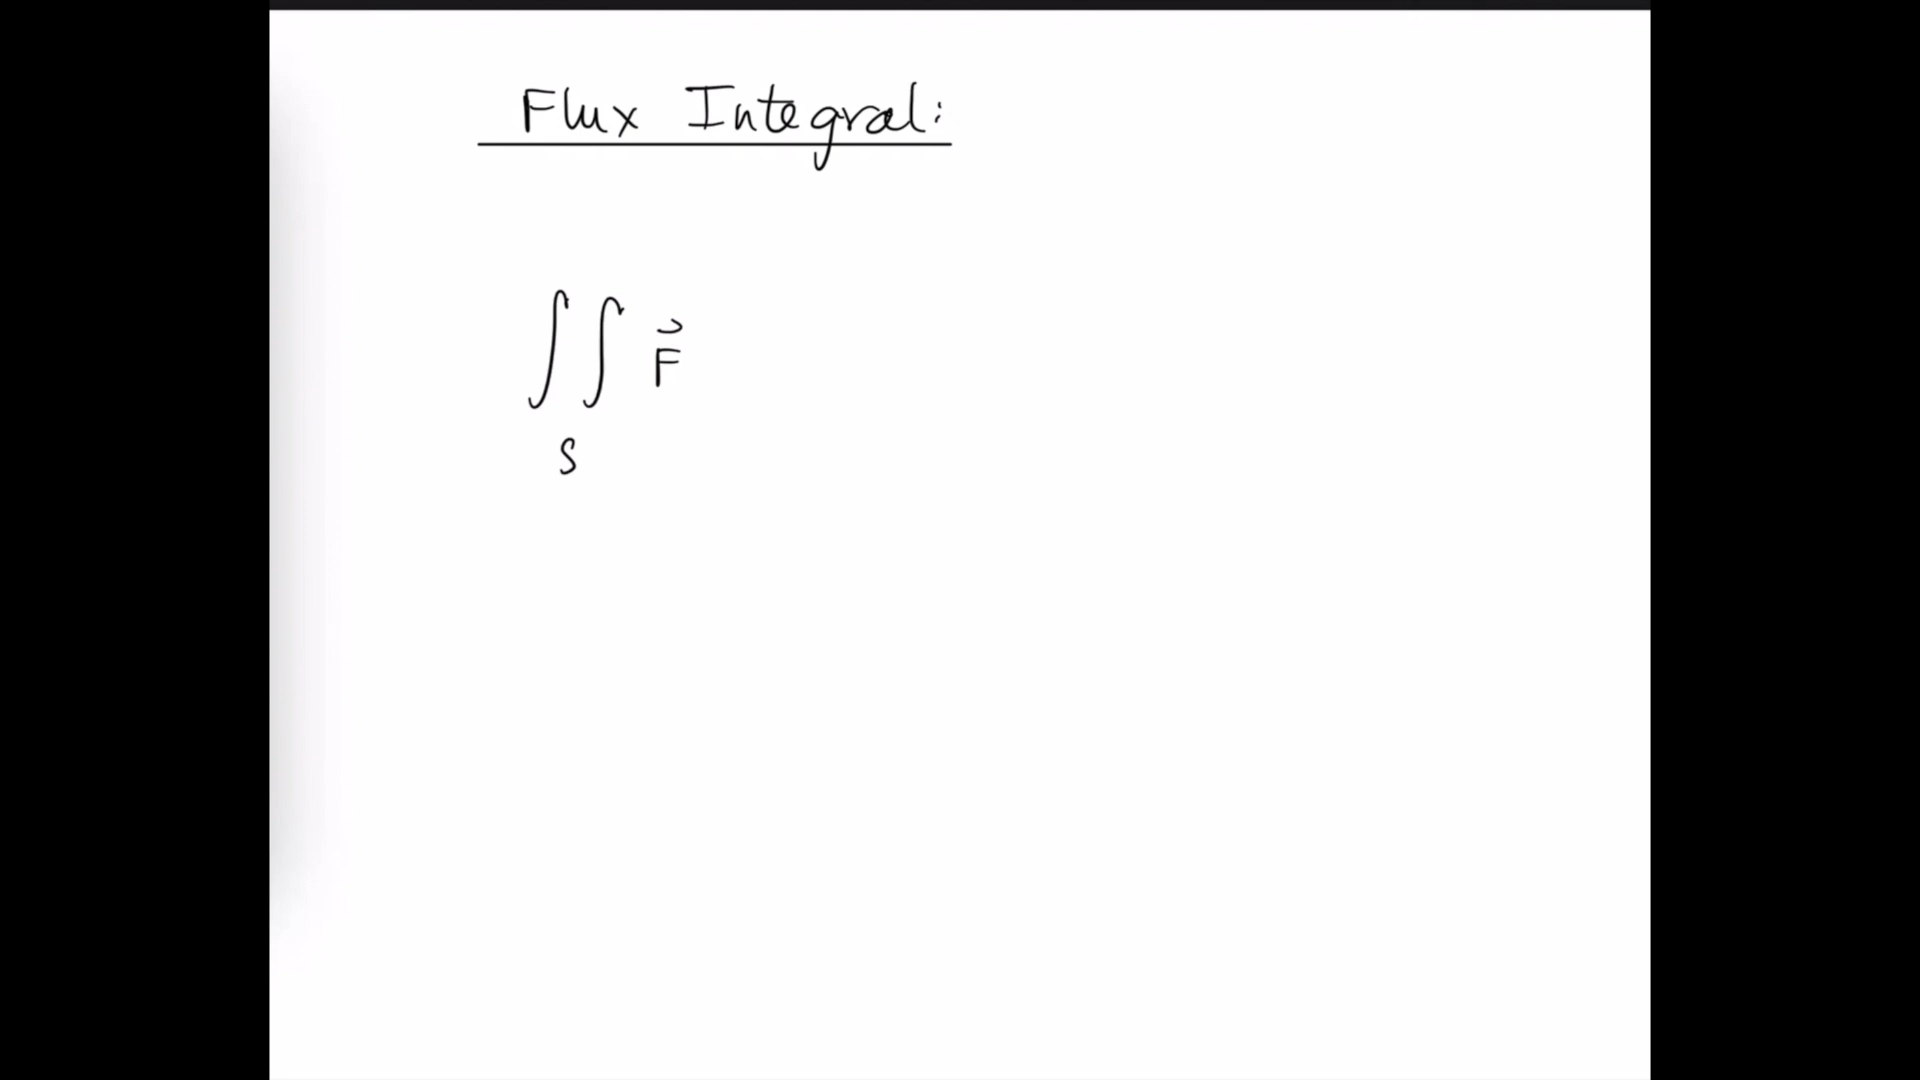 Flux Integral:
∫∫ F⃗
S